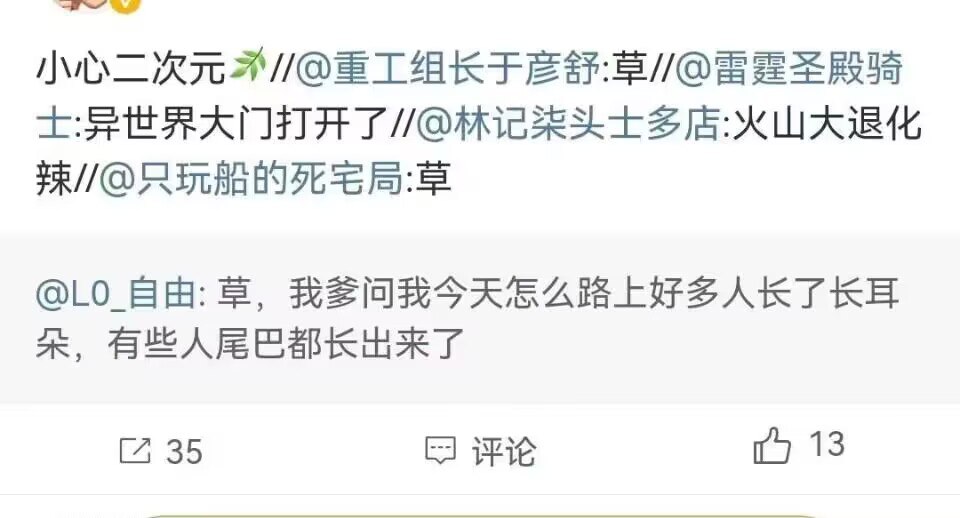 小心二次元🌿//@重工组长于彦舒:草//@雷霆圣殿骑
士:异世界大门打开了//@林记柒头士多店:火山大退化
辣//@只玩船的死宅局:草
@L0_自由: 草，我爹问我今天怎么路上好多人长了长耳
朵，有些人尾巴都长出来了
35 评论 13